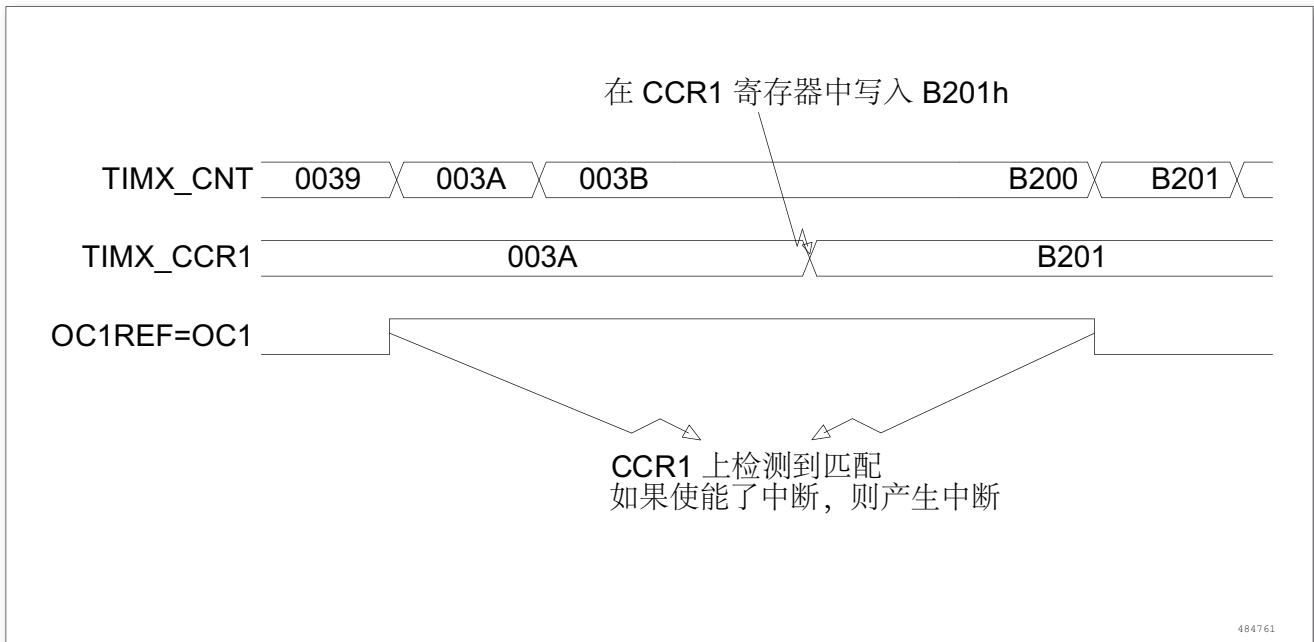 在 CCR1 寄存器中写入 B201h
TIMX_CNT 0039 003A 003B B200 B201
TIMX_CCR1 003A B201
OC1REF=OC1
CCR1 上检测到匹配
如果使能了中断，则产生中断
484761